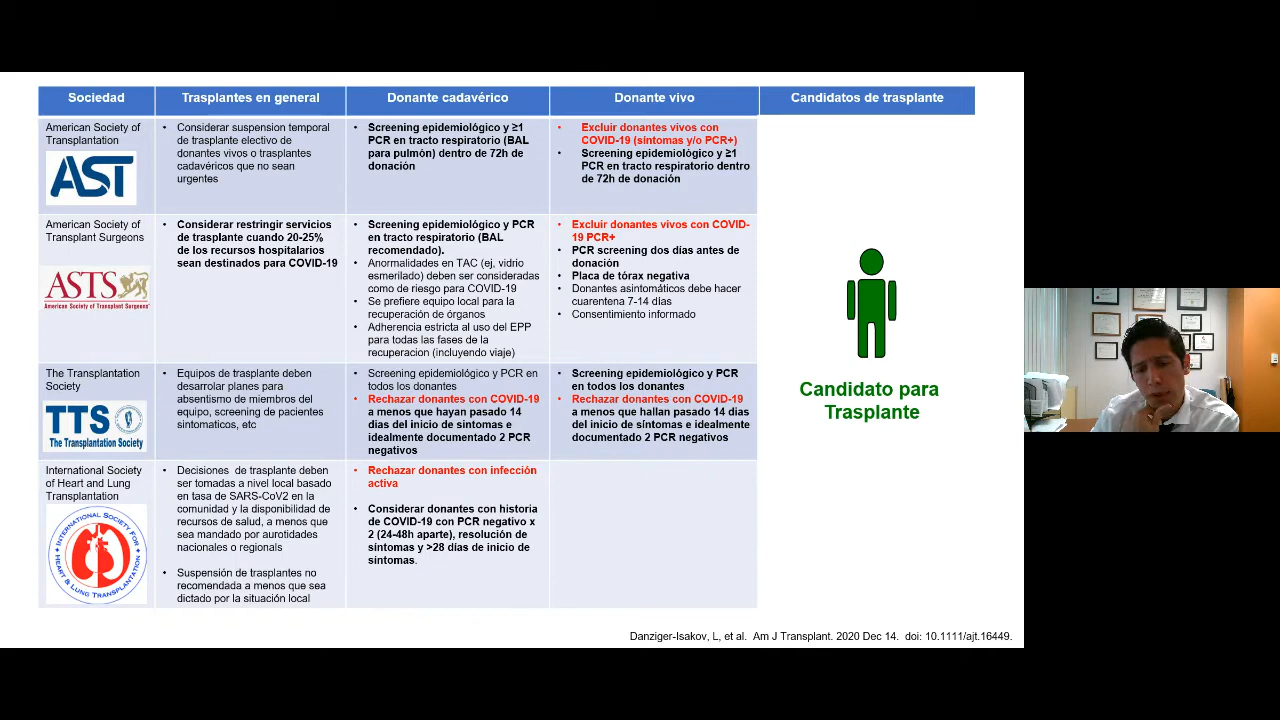 Sociedad
Trasplantes en general
Donante cadavérico
Donante vivo
Candidatos de trasplante
American Society of
Transplantation
AST
Considerar suspension temporal
de trasplante electivo de
donantes vivos o trasplantes
cadavéricos que no sean
urgentes
Screening epidemiológico y ≥1
PCR en tracto respiratorio (BAL
para pulmón) dentro de 72h de
donación
Excluir donantes vivos con
COVID-19 (síntomas y/o PCR+)
Screening epidemiológico y ≥1
PCR en tracto respiratorio dentro
de 72h de donación
American Society of
Transplant Surgeons
ASTS
American Society of Transplant Surgeons
Considerar restringir servicios
de trasplante cuando 20-25%
de los recursos hospitalarios
sean destinados para COVID-19
Screening epidemiológico y PCR
en tracto respiratorio (BAL
recomendado).
Anormalidades en TAC (ej, vidrio
esmerilado) deben ser consideradas
como de riesgo para COVID-19
Se prefiere equipo local para la
recuperación de órganos
Adherencia estricta al uso del EPP
para todas las fases de la
recuperacion (incluyendo viaje)
Excluir donantes vivos con COVID-
19 PCR+
PCR screening dos días antes de
donación
Placa de tórax negativa
Donantes asintomáticos debe hacer
cuarentena 7-14 días
Consentimiento informado
The Transplantation
Society
TTS
The Transplantation Society
Equipos de trasplante deben
desarrolar planes para
absentismo de miembros del
equipo, screening de pacientes
sintomaticos, etc
Screening epidemiológico y PCR en
todos los donantes
Rechazar donantes con COVID-19
a menos que hayan pasado 14
dias del inicio de sintomas e
idealmente documentado 2 PCR
negativos
Screening epidemiológico y PCR
en todos los donantes
Rechazar donantes con COVID-19
a menos que hallan pasado 14 dias
del inicio de síntomas e idealmente
documentado 2 PCR negativos
International Society
of Heart and Lung
Transplantation
INTERNATIONAL SOCIETY FOR
HEART & LUNG TRANSPLANTATION
Decisiones de trasplante deben
ser tomadas a nivel local basado
en tasa de SARS-CoV2 en la
comunidad y la disponibilidad de
recursos de salud, a menos que
sea mandado por aurotidades
nacionales o regionals
Suspensión de trasplantes no
recomendada a menos que sea
dictado por la situación local
Rechazar donantes con infección
activa
Considerar donantes con historia
de COVID-19 con PCR negativo x
2 (24-48h aparte), resolución de
síntomas y >28 días de inicio de
síntomas.
Candidato para
Trasplante
Danziger-Isakov, L, et al. Am J Transplant. 2020 Dec 14. doi: 10.1111/ajt.16449.